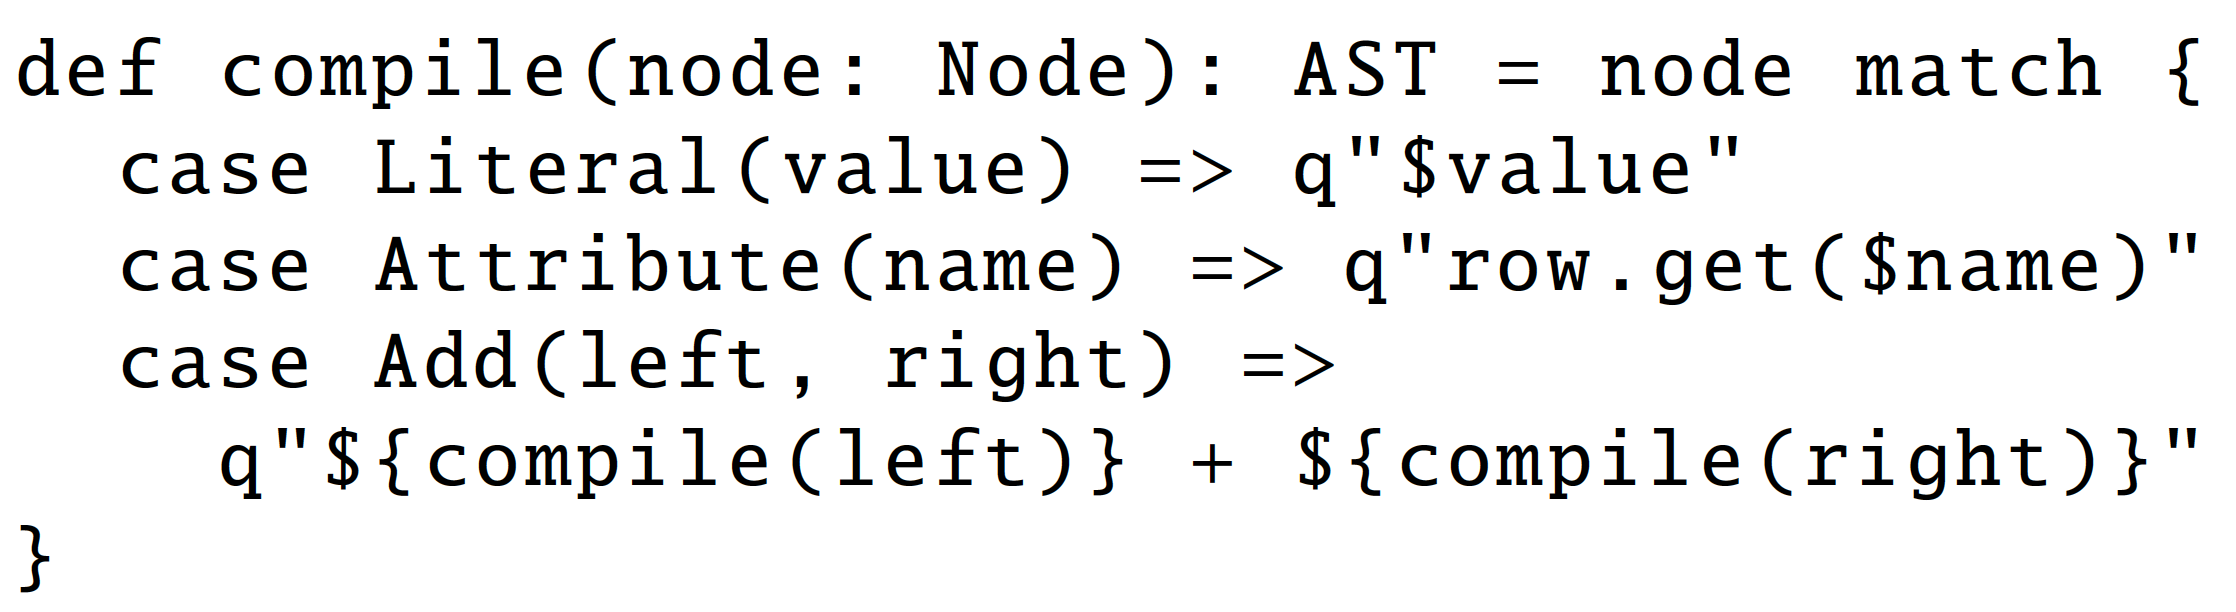 def compile(node: Node): AST = node match {
  case Literal(value) => q"$value"
  case Attribute(name) => q"row.get($name)"
  case Add(left, right) =>
    q"${compile(left)} + ${compile(right)}"
}